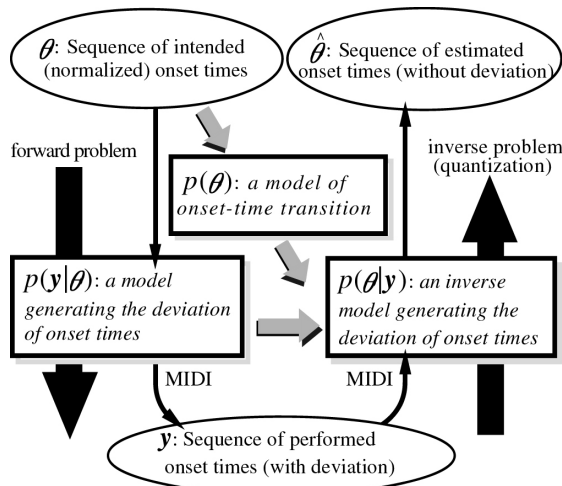 θ: Sequence of intended
(normalized) onset times
θ̂: Sequence of estimated
onset times (without deviation)
forward problem
inverse problem
(quantization)
p(θ): a model of
onset-time transition
p(y|θ): a model
generating the deviation
of onset times
p(θ|y): an inverse
model generating the
deviation of onset times
MIDI
MIDI
y: Sequence of performed
onset times (with deviation)